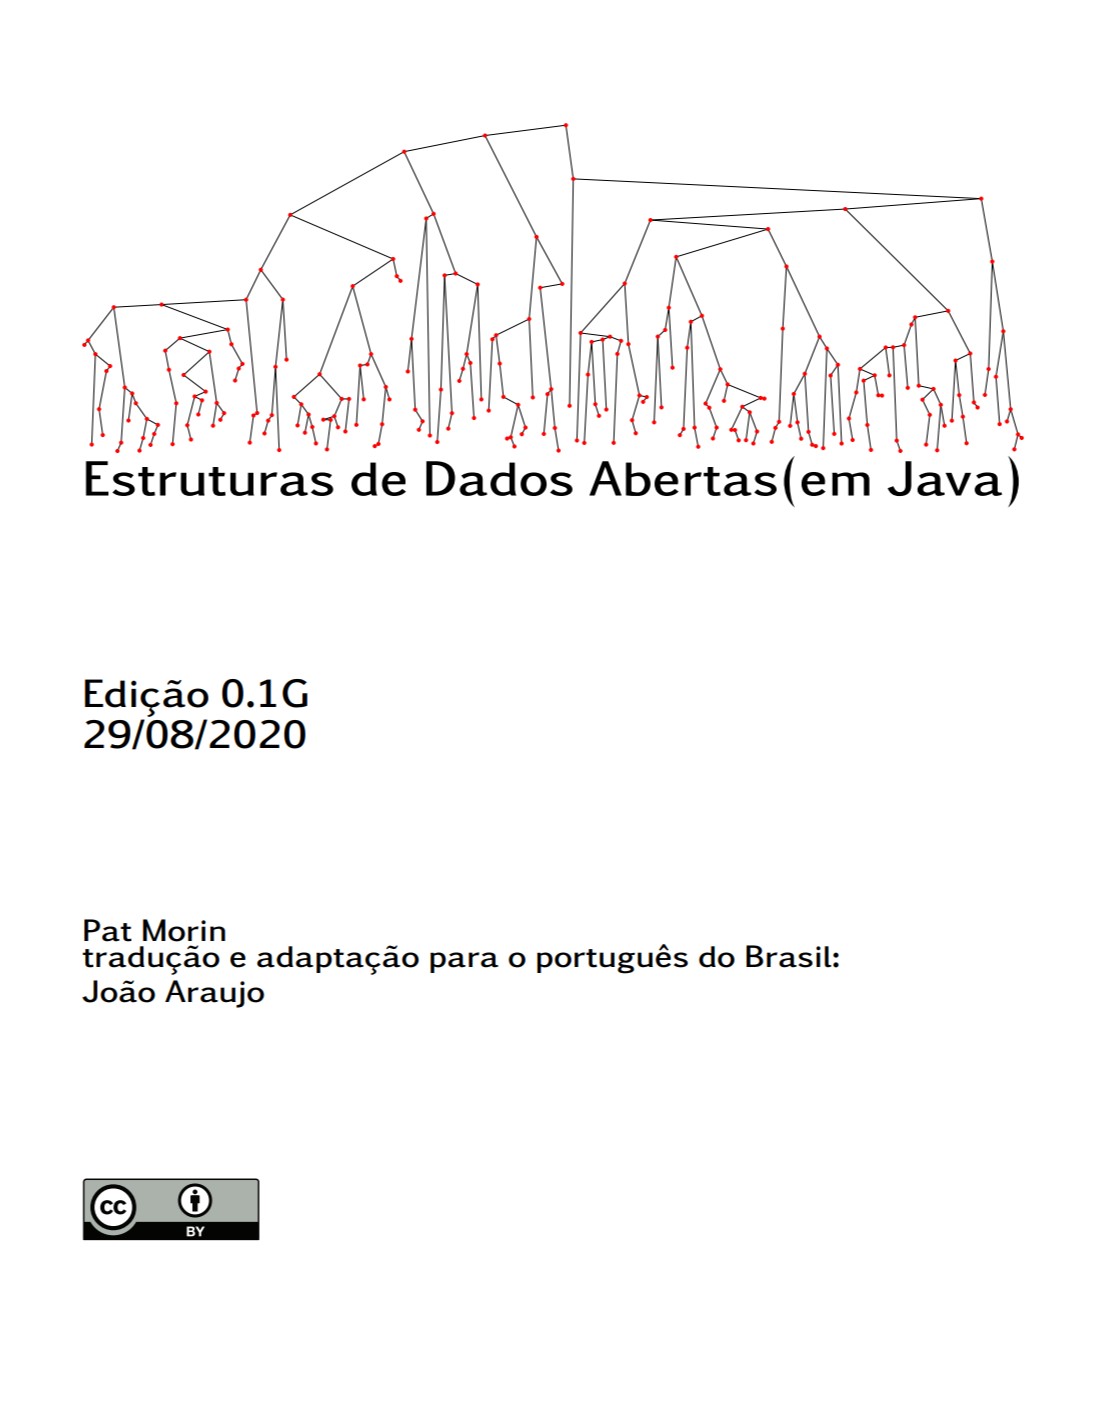 Estruturas de Dados Abertas(em Java)
Edição 0.1G
29/08/2020
Pat Morin
tradução e adaptação para o português do Brasil:
João Araujo
CC
BY